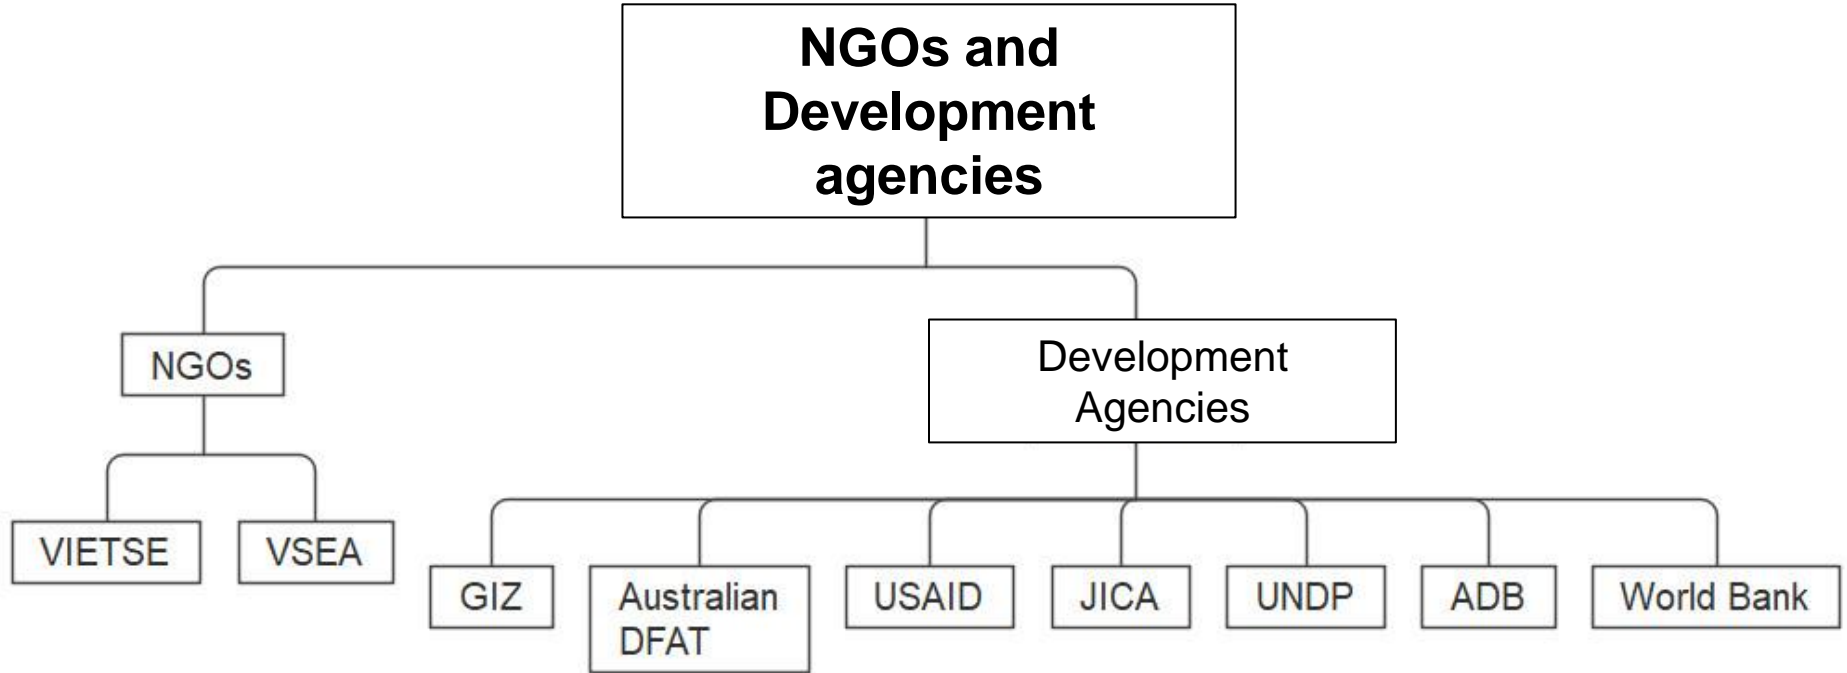 NGOs and
Development
agencies
NGOs
Development
Agencies
VIETSE
VSEA
GIZ
Australian
DFAT
USAID
JICA
UNDP
ADB
World Bank